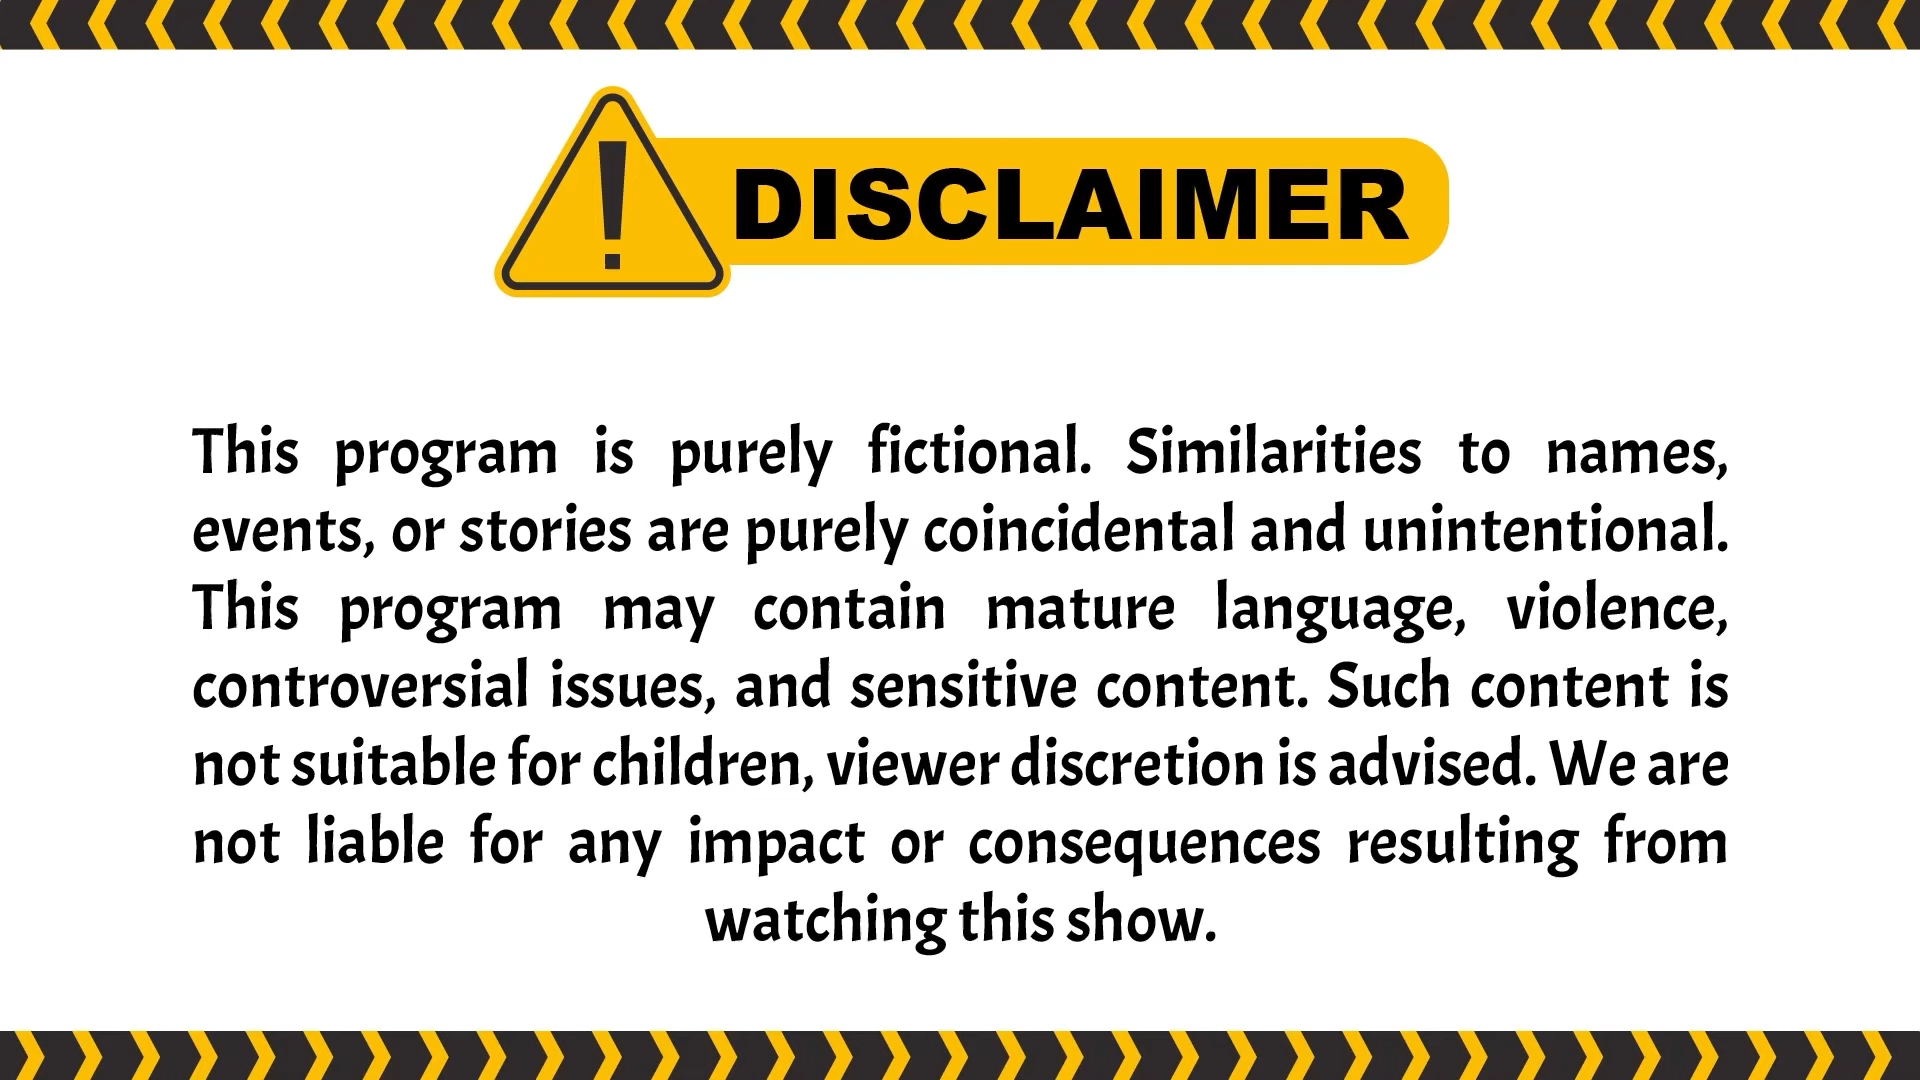 DISCLAIMER
This program is purely fictional. Similarities to names,
events, or stories are purely coincidental and unintentional.
This program may contain mature language, violence,
controversial issues, and sensitive content. Such content is
not suitable for children, viewer discretion is advised. We are
not liable for any impact or consequences resulting from
watching this show.